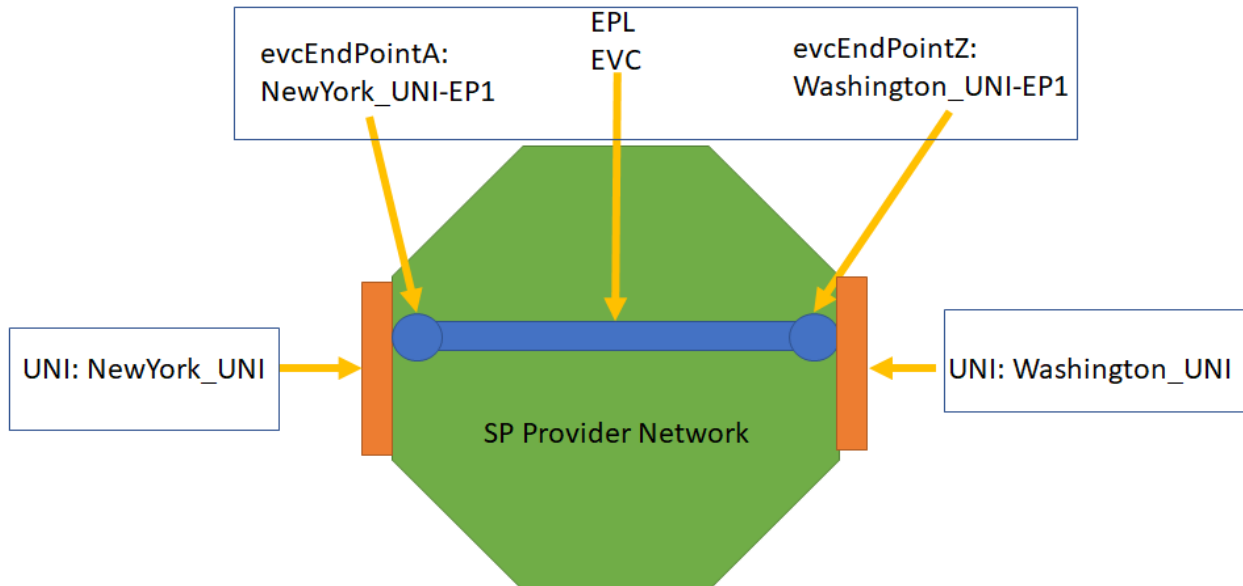 evcEndPointA:
NewYork_UNI-EP1
EPL
EVC
evcEndPointZ:
Washington_UNI-EP1
UNI: NewYork_UNI
UNI: Washington_UNI
SP Provider Network